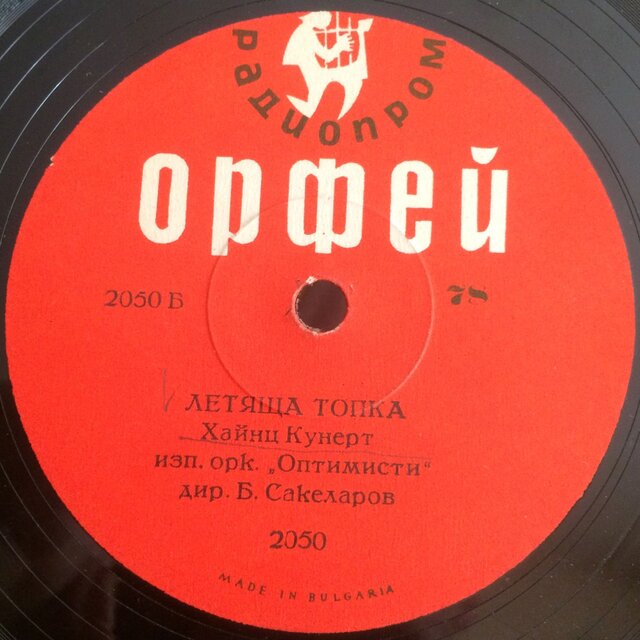 радиопром
орфей
2050 Б 78
ЛЕТЯЩА ТОПКА
Хайнц Кунерт
изп. орк. „Оптимисти“
дир. Б. Сакеларов
2050
MADE IN BULGARIA